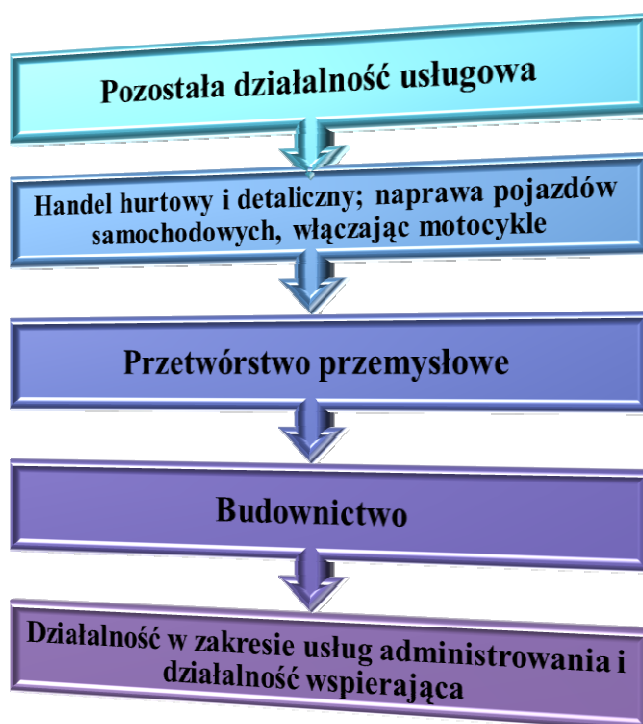 Pozostała działalność usługowa
Handel hurtowy i detaliczny; naprawa pojazdów
samochodowych, włączając motocykle
Przetwórstwo przemysłowe
Budownictwo
Działalność w zakresie usług administrowania i
działalność wspierająca